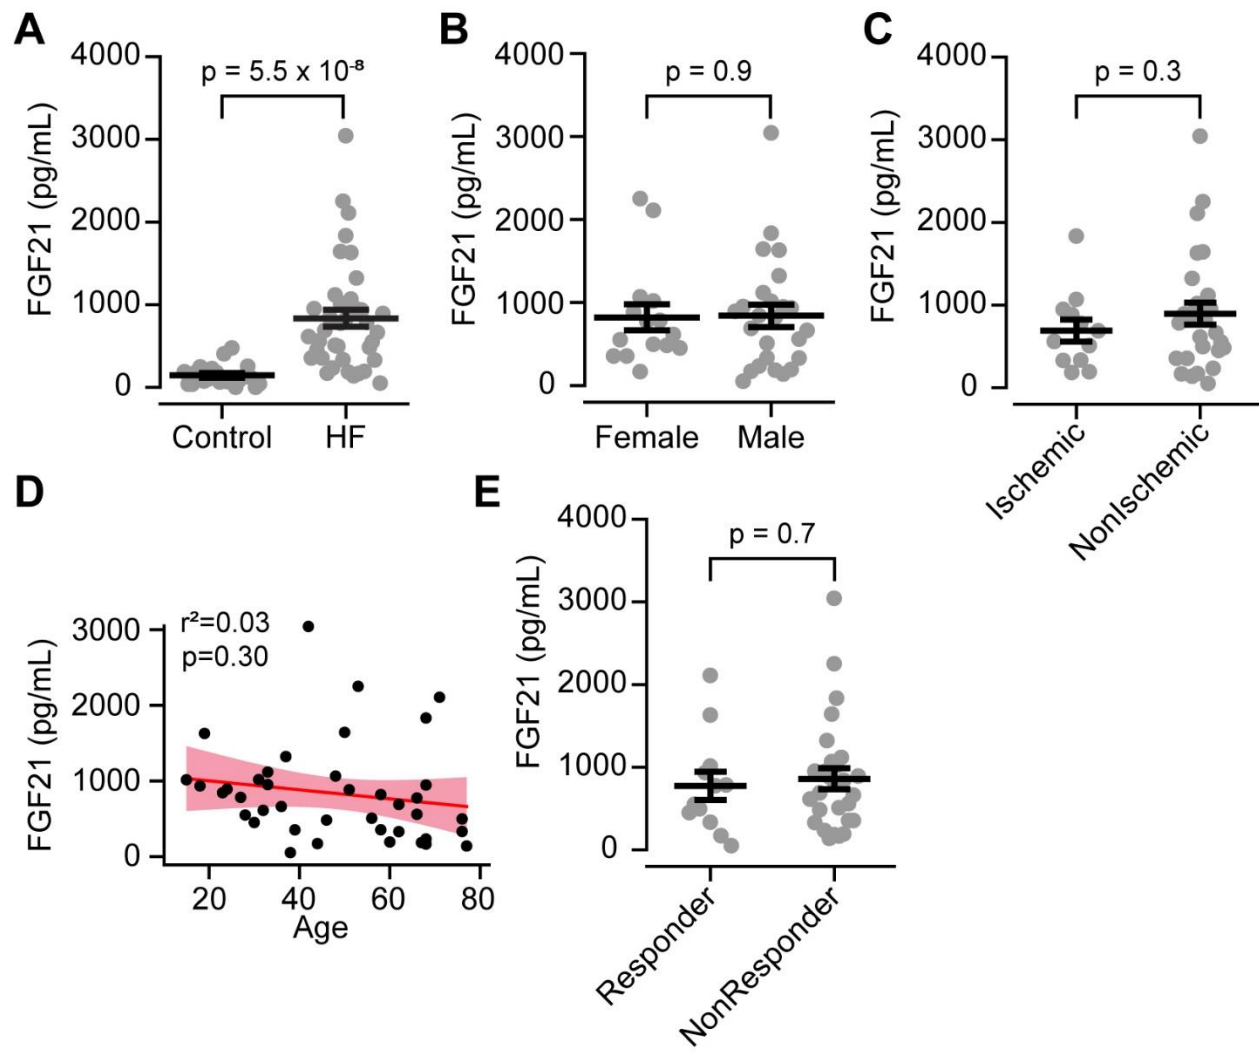 A
FGF21 (pg/mL)
4000
3000
2000
1000
0
p = 5.5 x 10⁻⁸
Control
HF
B
FGF21 (pg/mL)
4000
3000
2000
1000
0
p = 0.9
Female
Male
C
FGF21 (pg/mL)
4000
3000
2000
1000
0
p = 0.3
Ischemic
NonIschemic
D
FGF21 (pg/mL)
3000
2000
1000
0
r²=0.03
p=0.30
20
40
60
80
Age
E
FGF21 (pg/mL)
4000
3000
2000
1000
0
p = 0.7
Responder
NonResponder